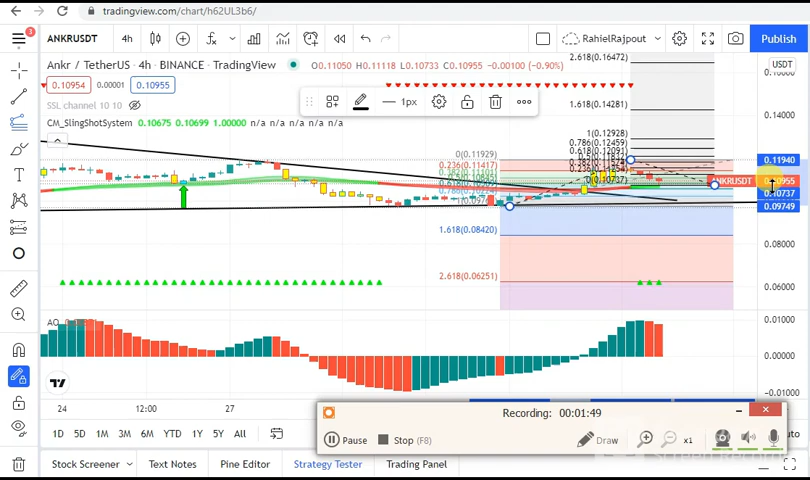 tradingview.com/chart/h62UL3b6/
ANKRUSDT
4h
RahielRajpoot
Publish
Ankr / TetherUS · 4h · BINANCE · TradingView
0.11050 H0.11118 L0.10733 C0.10955 −0.00100 (−0.90%)
USDT
0.10954
0.00001
0.10955
1px
SSL channel 10 10
CM_SlingShotSystem 0.10675 0.10699 1.00000 n/a n/a n/a n/a n/a
2.618(0.16472)
1.618(0.14281)
1(0.12928)
0.786(0.12459)
0.618(0.12091)
0.236(0.11254)
0(0.10737)
0(0.11929)
0.236(0.11417)
1.618(0.08420)
2.618(0.06251)
0.14000
0.11940
ANKRUSDT
0.10955
0.10737
0.09749
0.08000
0.06000
AO
0.01000
0.00000
−0.01000
24
12:00
27
1D
5D
1M
3M
6M
YTD
1Y
5Y
All
Recording: 00:01:49
Pause
Stop (F8)
Draw
x1
Stock Screener
Text Notes
Pine Editor
Strategy Tester
Trading Panel